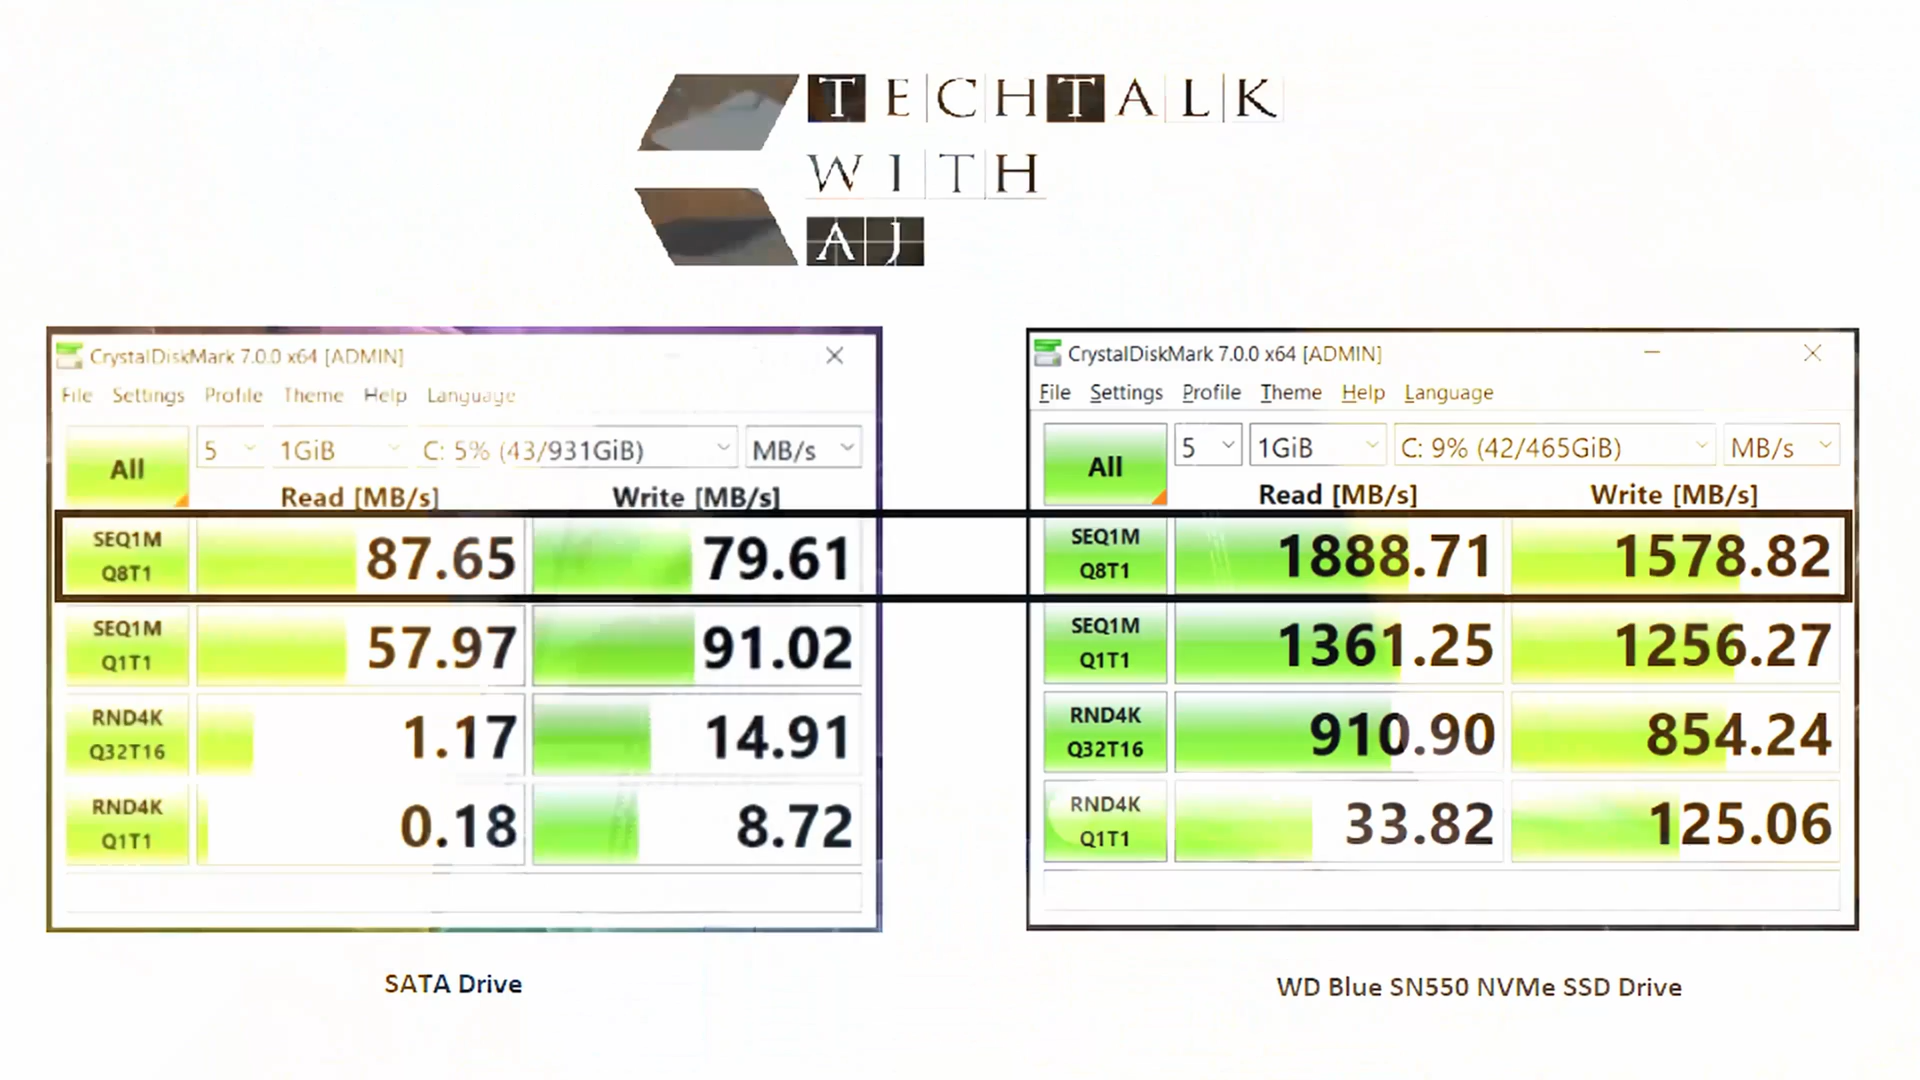 TECHTALK
WITH
AJ
CrystalDiskMark 7.0.0 x64 [ADMIN]
File Settings Profile Theme Help Language
All
5 1GiB C: 5% (43/931GiB) MB/s
Read [MB/s] Write [MB/s]
SEQ1M
Q8T1
87.65 79.61
SEQ1M
Q1T1
57.97 91.02
RND4K
Q32T16
1.17 14.91
RND4K
Q1T1
0.18 8.72
SATA Drive
CrystalDiskMark 7.0.0 x64 [ADMIN]
File Settings Profile Theme Help Language
All
5 1GiB C: 9% (42/465GiB) MB/s
Read [MB/s] Write [MB/s]
SEQ1M
Q8T1
1888.71 1578.82
SEQ1M
Q1T1
1361.25 1256.27
RND4K
Q32T16
910.90 854.24
RND4K
Q1T1
33.82 125.06
WD Blue SN550 NVMe SSD Drive